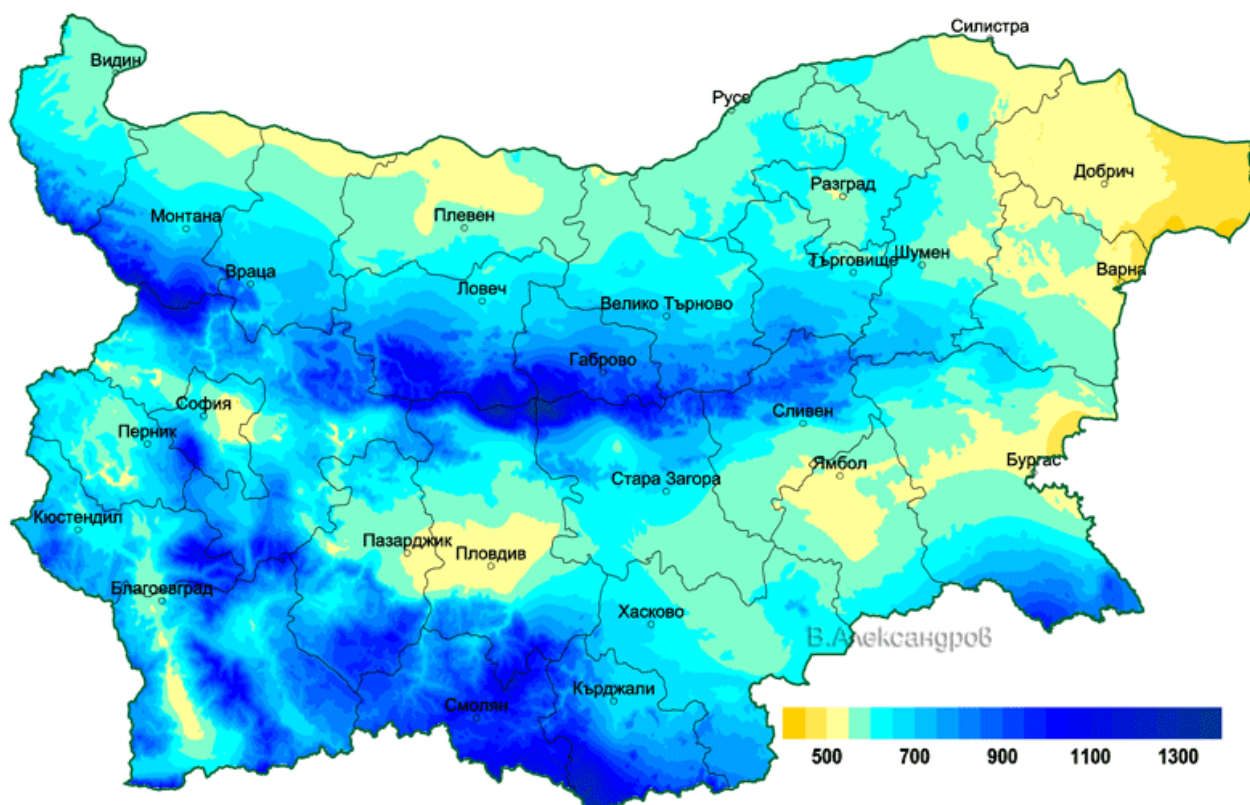 Силистра
Видин
Русе
Добрич
Разград
Монтана
Плевен
Търговище
Шумен
Варна
Враца
Ловеч
Велико Търново
Габрово
София
Перник
Сливен
Бургас
Ямбол
Стара Загора
Кюстендил
Пазарджик
Пловдив
Благоевград
Хасково
В.Александров
Кърджали
Смолян
500 700 900 1100 1300